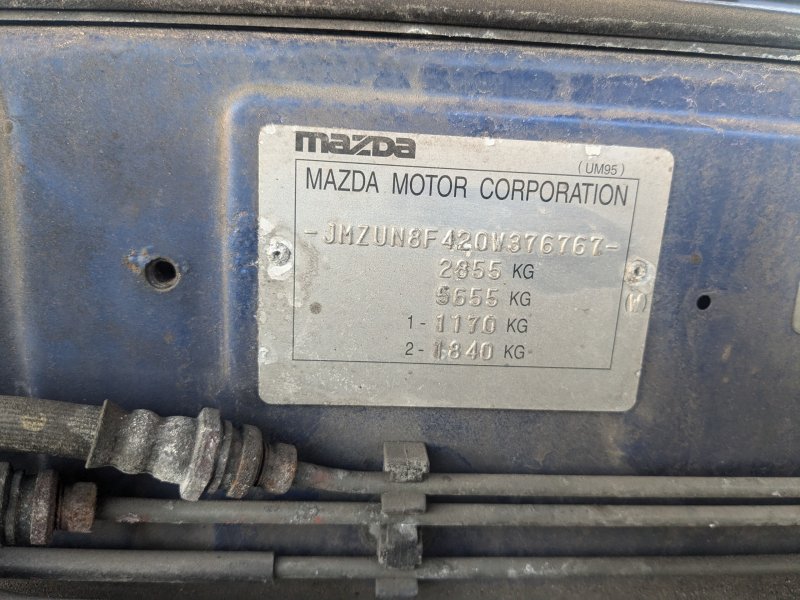 mazda
(UM95)
MAZDA MOTOR CORPORATION
-JMZUN8F420W376767-
2855 KG
5655 KG
1-1170 KG
2-1840 KG
(M)